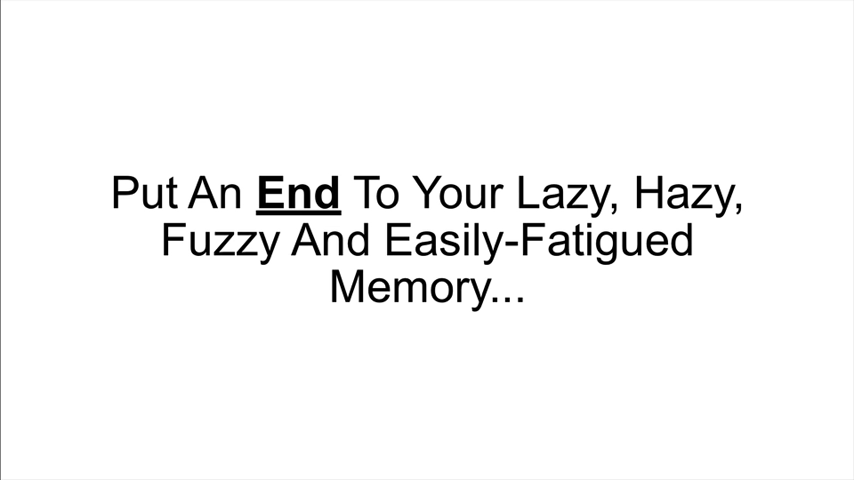 Put An End To Your Lazy, Hazy,
Fuzzy And Easily-Fatigued
Memory...